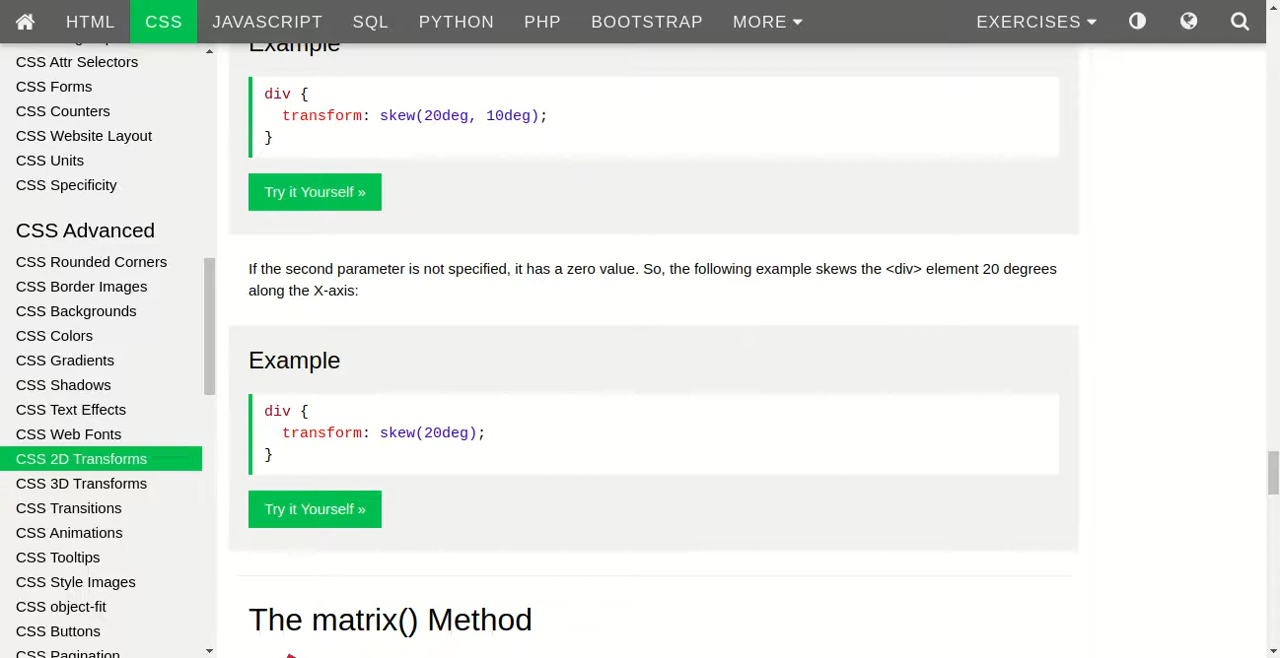 HTML CSS JAVASCRIPT SQL PYTHON PHP BOOTSTRAP MORE EXERCISES
CSS Attr Selectors
CSS Forms
CSS Counters
CSS Website Layout
CSS Units
CSS Specificity
CSS Advanced
CSS Rounded Corners
CSS Border Images
CSS Backgrounds
CSS Colors
CSS Gradients
CSS Shadows
CSS Text Effects
CSS Web Fonts
CSS 2D Transforms
CSS 3D Transforms
CSS Transitions
CSS Animations
CSS Tooltips
CSS Style Images
CSS object-fit
CSS Buttons
CSS Pagination
Example
div {
transform: skew(20deg, 10deg);
}
Try it Yourself »
If the second parameter is not specified, it has a zero value. So, the following example skews the <div> element 20 degrees
along the X-axis:
Example
div {
transform: skew(20deg);
}
Try it Yourself »
The matrix() Method